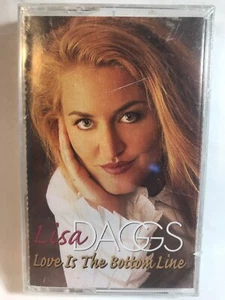 Lisa DAGGS
Love Is The Bottom Line